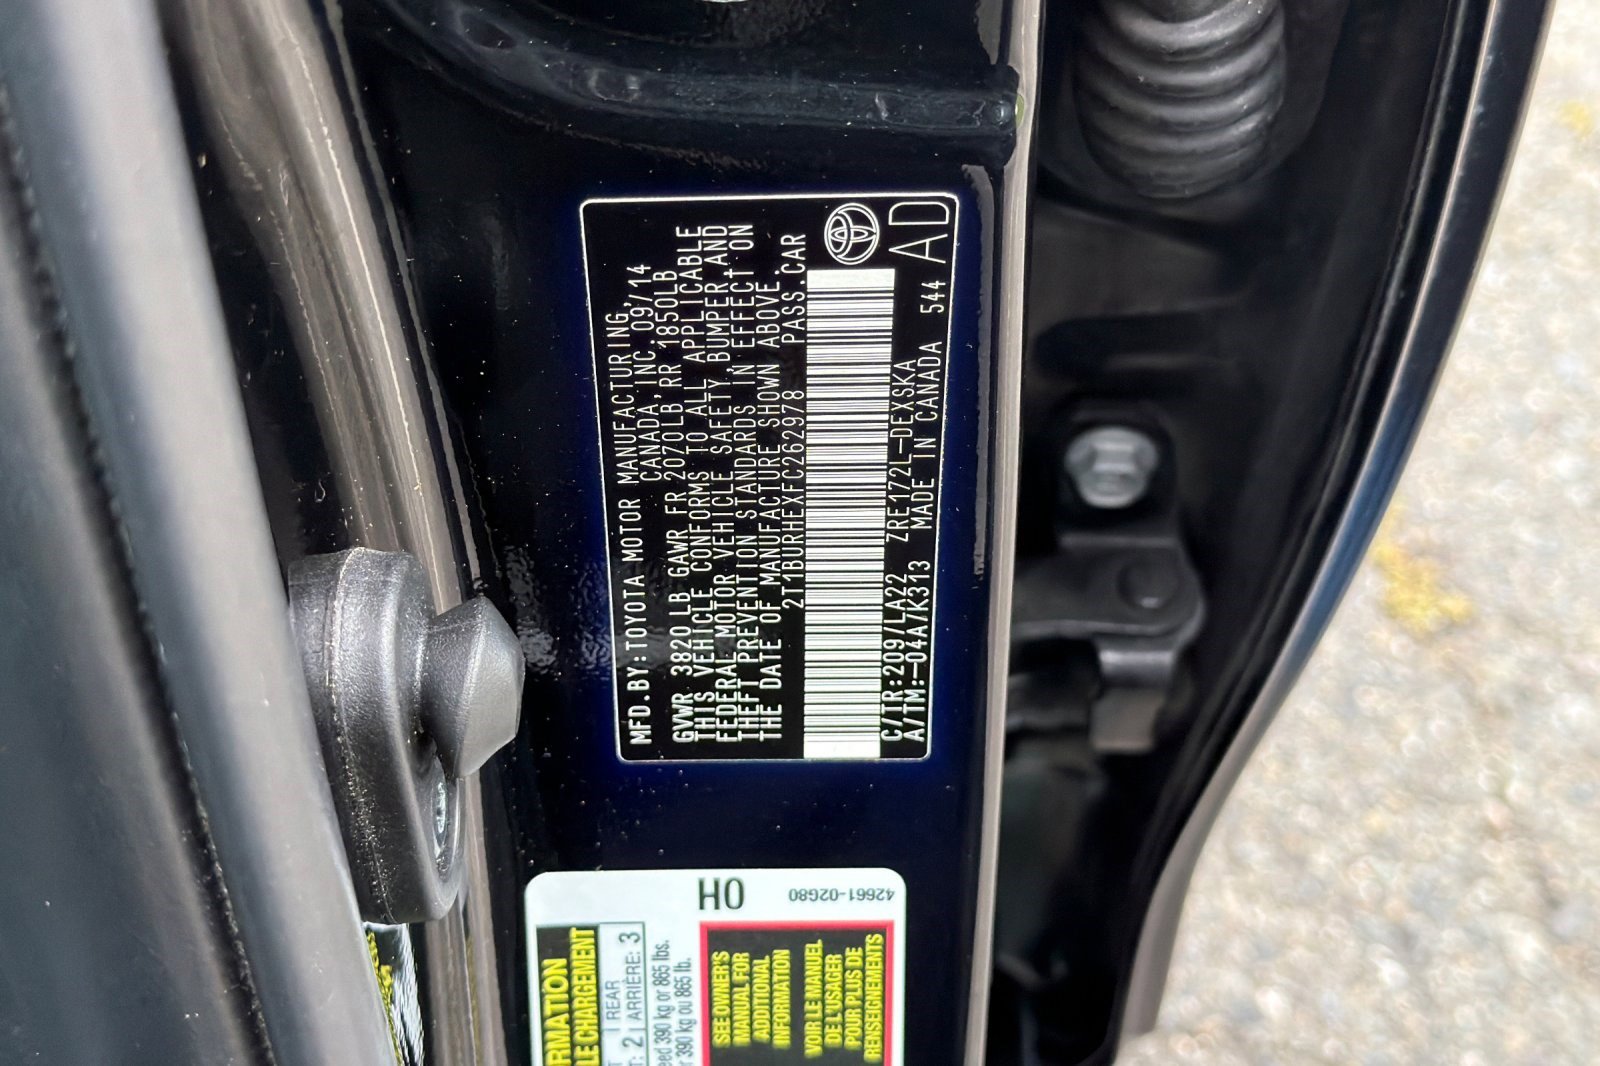 MFD.BY:TOYOTA MOTOR MANUFACTURING,
CANADA,INC. 09/14
GVWR 3820 LB GAWR FR 2070LB,RR 1850LB
THIS VEHICLE CONFORMS TO ALL APPLICABLE
FEDERAL MOTOR VEHICLE SAFETY, BUMPER, AND
THEFT PREVENTION STANDARDS IN EFFECT ON
THE DATE OF MANUFACTURE SHOWN ABOVE.
2T1BURHEXFC262978 PASS.CAR
C/TR:209/LA22 ZRE172L-DEXSKA
A/TM:-04A/K313 MADE IN CANADA 544
AD
OH
42661-02G80
2 REAR
ARRIÈRE: 3
390 kg or 865 lbs.
390 kg ou 865 lb.
SEE OWNER'S
MANUAL FOR
ADDITIONAL
INFORMATION
VOIR LE MANUEL
DE L'USAGER
POUR PLUS DE
RENSEIGNEMENTS